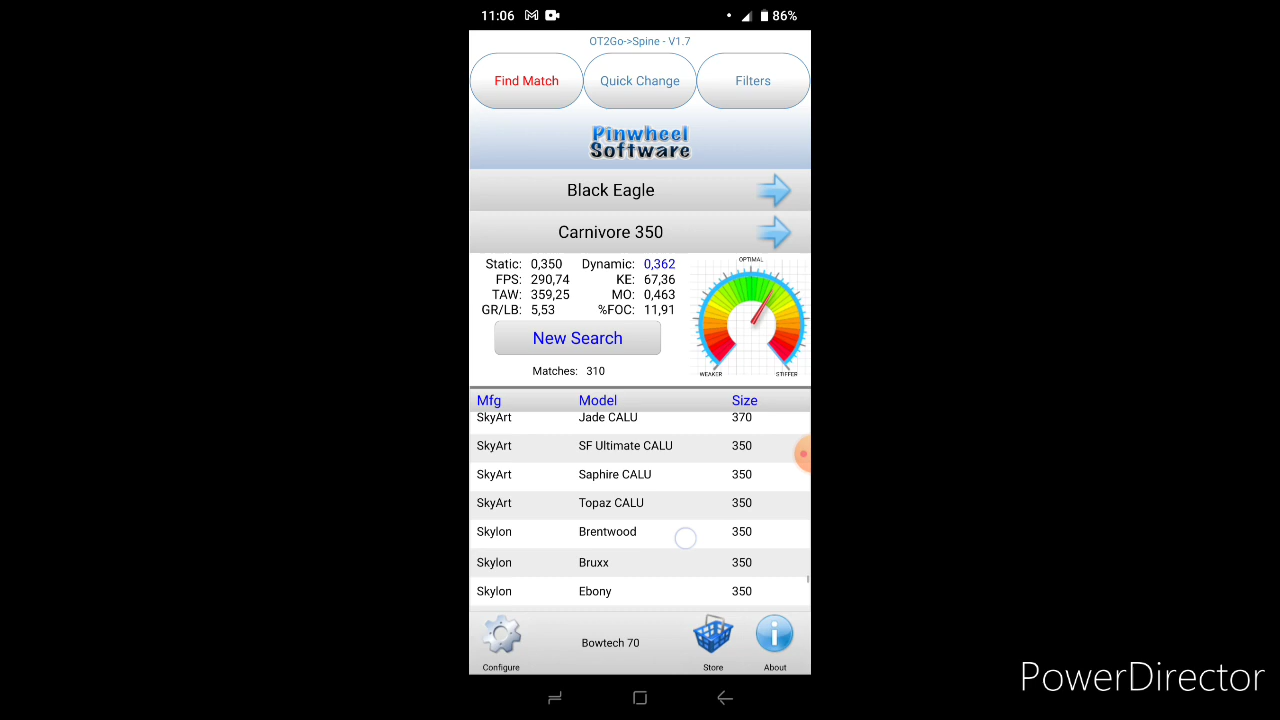 11:06 86%
OT2Go->Spine - V1.7
Find Match Quick Change Filters
Pinwheel
Software
Black Eagle
Carnivore 350
Static: 0,350 Dynamic: 0,362
FPS: 290,74 KE: 67,36
TAW: 359,25 MO: 0,463
GR/LB: 5,53 %FOC: 11,91
OPTIMAL
WEAKER STIFFER
New Search
Matches: 310
Mfg Model Size
SkyArt Jade CALU 370
SkyArt SF Ultimate CALU 350
SkyArt Saphire CALU 350
SkyArt Topaz CALU 350
Skylon Brentwood 350
Skylon Bruxx 350
Skylon Ebony 350
Configure Bowtech 70 Store About
PowerDirector